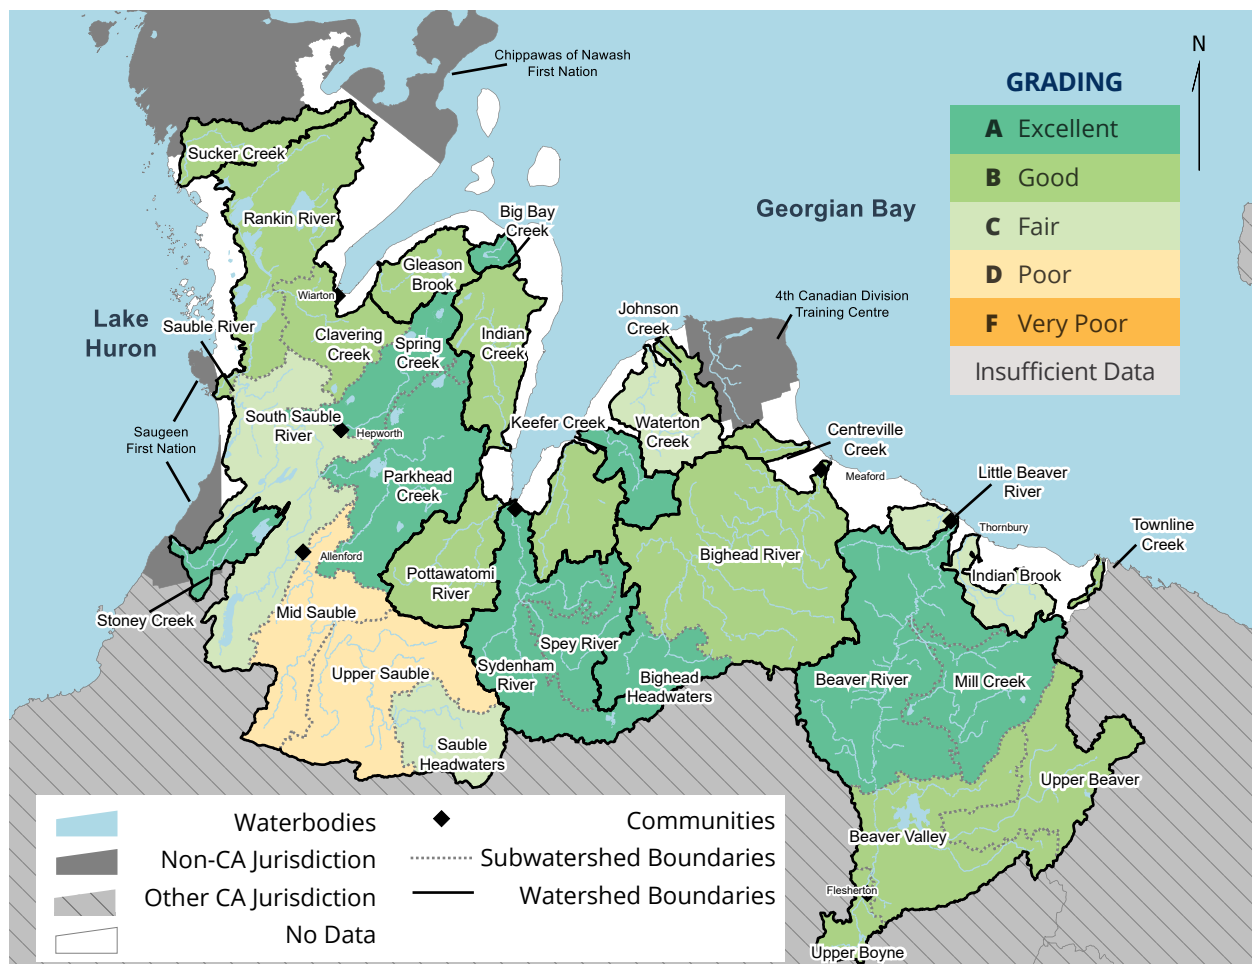 Chippawas of Nawash
First Nation
N
GRADING
A Excellent
B Good
C Fair
D Poor
F Very Poor
Insufficient Data
Sucker Creek
Rankin River
Big Bay
Creek
Georgian Bay
Gleason
Brook
Wiarton
Lake
Huron
Sauble River
Clavering
Creek
Spring
Creek
Indian
Creek
Johnson
Creek
4th Canadian Division
Training Centre
South Sauble
River
Hepworth
Keefer Creek
Waterton
Creek
Centreville
Creek
Saugeen
First Nation
Parkhead
Creek
Meaford
Little Beaver
River
Thornbury
Townline
Creek
Allenford
Bighead River
Pottawatomi
River
Indian Brook
Stoney Creek
Mid Sauble
Spey River
Upper Sauble
Sydenham
River
Bighead
Headwaters
Beaver River
Mill Creek
Sauble
Headwaters
Upper Beaver
Beaver Valley
Flesherton
Upper Boyne
Waterbodies
Non-CA Jurisdiction
Other CA Jurisdiction
No Data
Communities
Subwatershed Boundaries
Watershed Boundaries